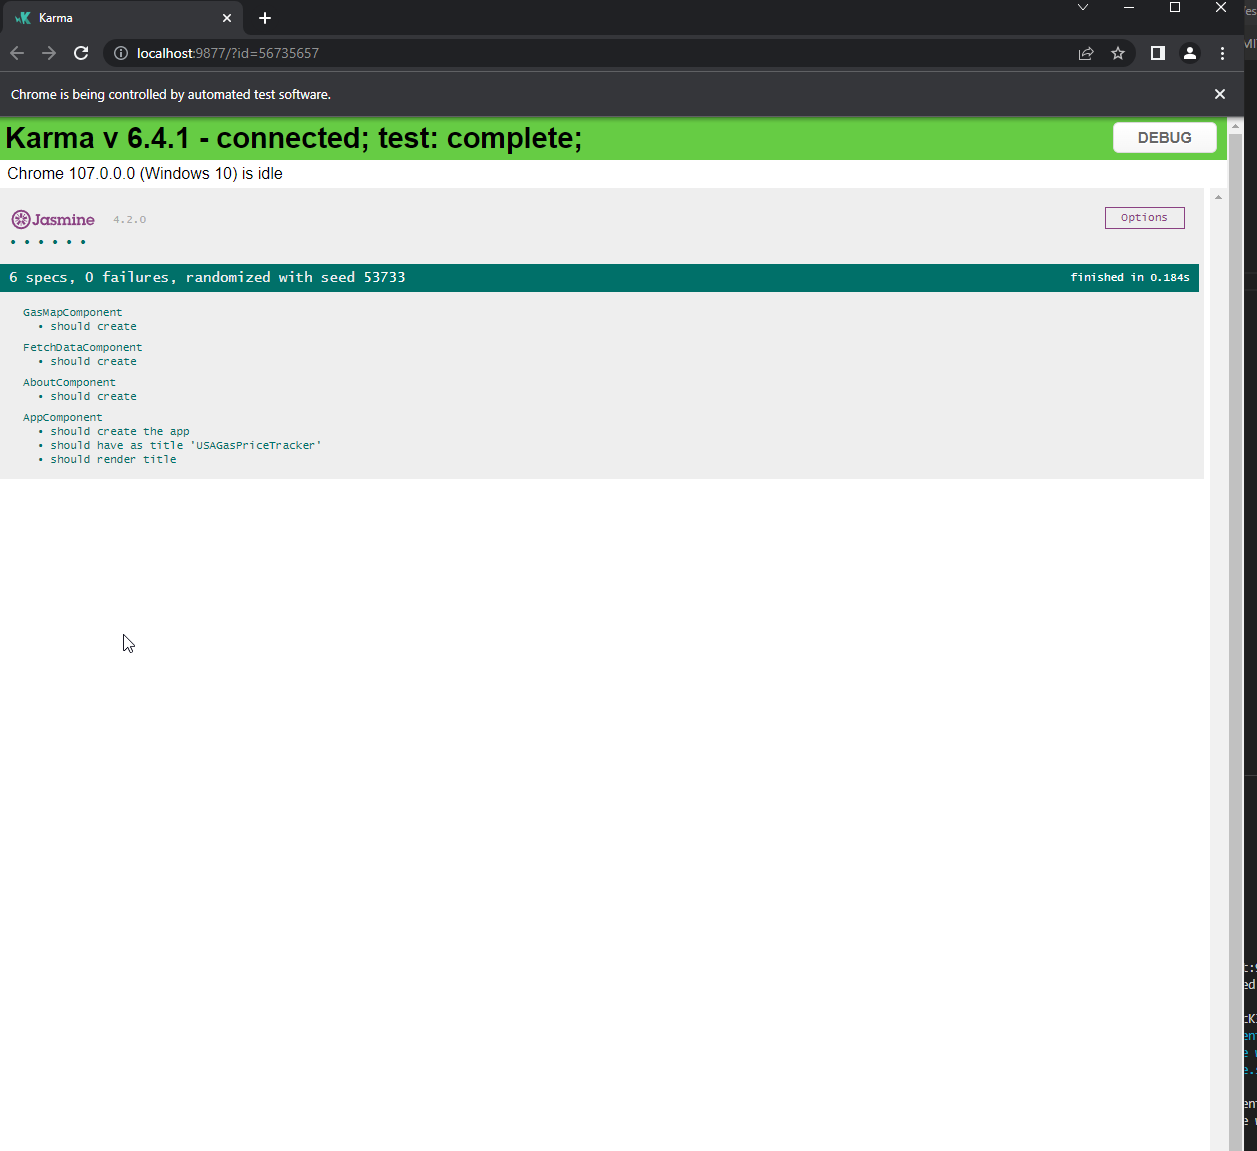 Karma
localhost:9877/?id=56735657
Chrome is being controlled by automated test software.
Karma v 6.4.1 - connected; test: complete;
DEBUG
Chrome 107.0.0.0 (Windows 10) is idle
Jasmine 4.2.0
Options
• • • • • •
6 specs, 0 failures, randomized with seed 53733
finished in 0.184s
GasMapComponent
• should create
FetchDataComponent
• should create
AboutComponent
• should create
AppComponent
• should create the app
• should have as title 'USAGasPriceTracker'
• should render title